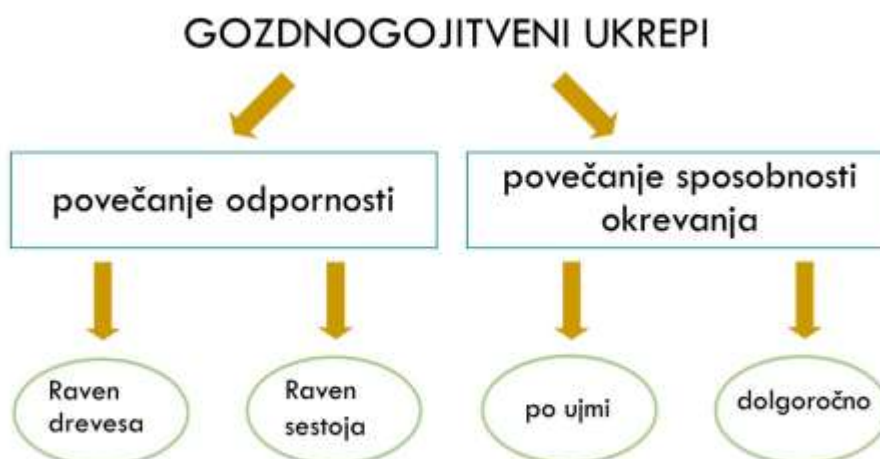 GOZDNOGOJITVENI UKREPI
povečanje odpornosti
povečanje sposobnosti
okrevanja
Raven
drevesa
Raven
sestoja
po ujmi
dolgoročno